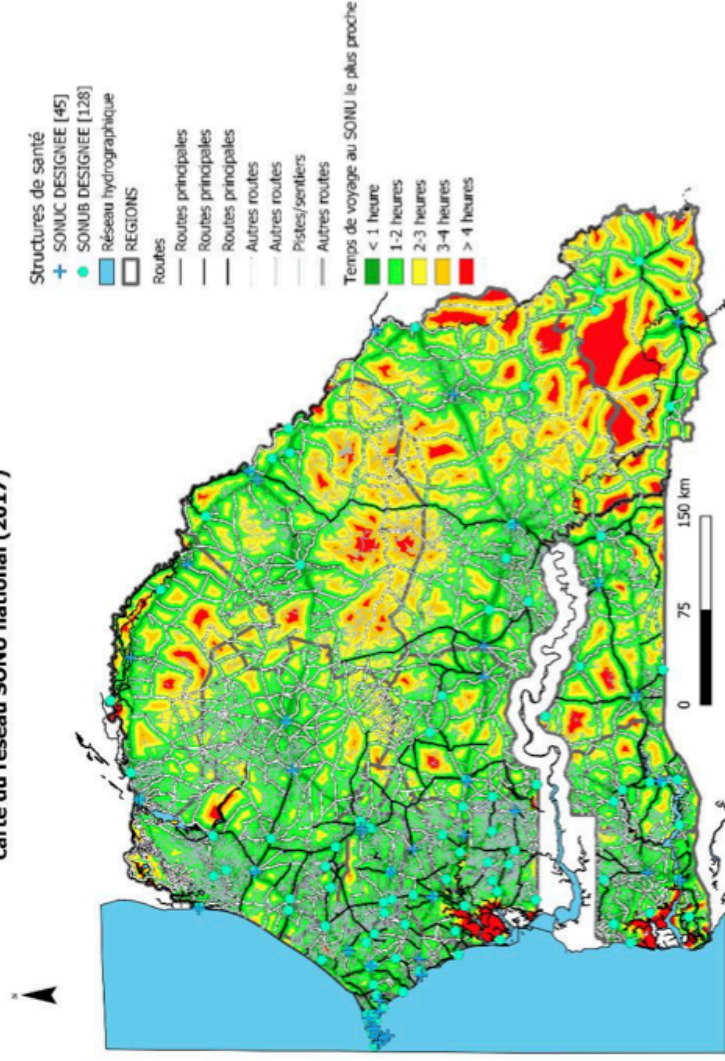 Carte du réseau SONU national (2017)
Structures de santé
SONUC DESIGNEE [45]
SONUB DESIGNEE [128]
Réseau hydrographique
REGIONS
Routes
Routes principales
Routes principales
Routes principales
Autres routes
Autres routes
Pistes/sentiers
Autres routes
Temps de voyage au SONU le plus proche
< 1 heure
1-2 heures
2-3 heures
3-4 heures
> 4 heures
0 75 150 km